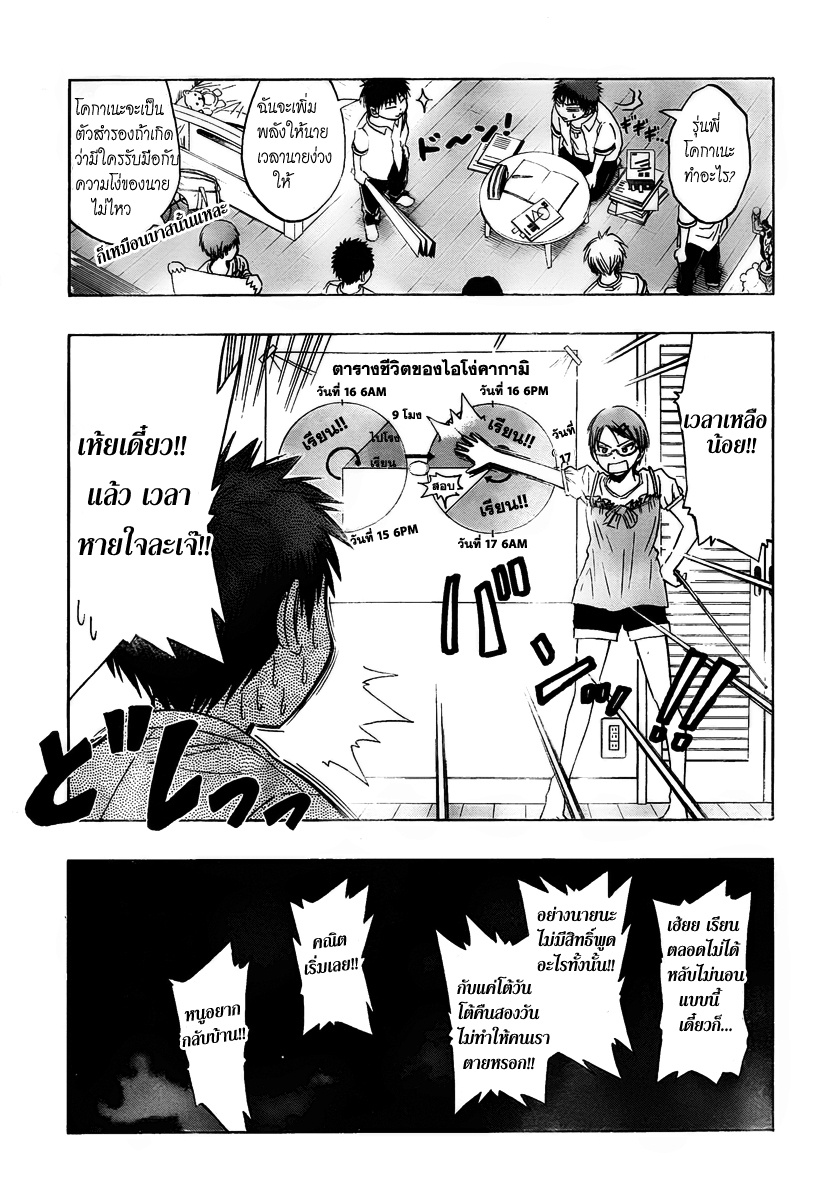 รุ่นพี่
โคกาเนะ
ทำอะไร?
ฉันจะเพิ่ม
พลังให้นาย
เวลานายง่วง
ให้
โคกาเนะจะเป็น
ตัวสำรองถ้าเกิด
ว่ามีใครรับมือกับ
ความโง่ของนาย
ไม่ไหว
ก็เหมือนบ๊าสนั้นแหละ
ド〜ン!
ギギギ...
เวลาเหลือ
น้อย!!
ตารางชีวิตของไอโง่คากามิ
วันที่ 16 6AM
วันที่ 16 6PM
9 โมง
เรียน!!
ไปโรง
เรียน
เรียน!!
วันที่
17
สอบ
เรียน!!
วันที่ 15 6PM
วันที่ 17 6AM
เห้ยเดี๋ยว!!
แล้ว เวลา
หายใจละเจ๊!!
バ
ン
バンッ!!
どしっっ
เฮ้ยย เรียน
ตลอดไม่ได้
หลับไม่นอน
แบบนี้
เดี๋ยวก็...
อย่างนายนะ
ไม่มีสิทธิ์พูด
อะไรทั้งนั้น!!
กับแค่โต้วัน
โต้คืนสองวัน
ไม่ทำให้คนเรา
ตายหรอก!!
คณิต
เริ่มเลย!!
หนูอยาก
กลับบ้าน!!